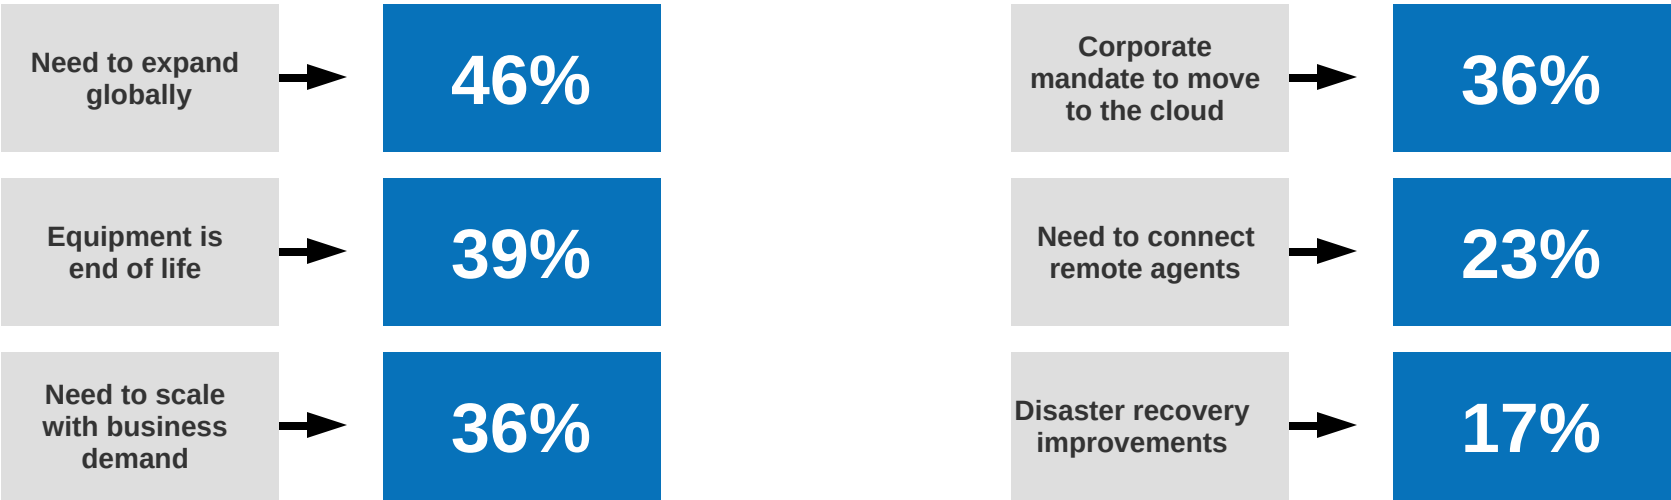 Need to expand
globally
46%
Corporate
mandate to move
to the cloud
36%
Equipment is
end of life
39%
Need to connect
remote agents
23%
Need to scale
with business
demand
36%
Disaster recovery
improvements
17%